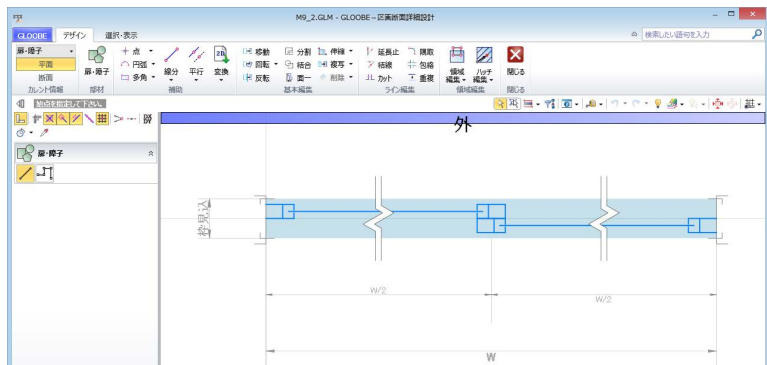 M9_2.GLM - GLOOBE - 区画断面詳細設計
GLOOBE デザイン 選択・表示 検索したい語句を入力
扉・障子
平面
断面
カレント情報
扉・障子
部材
点
円弧
多角
線分 平行 変換
補助
移動 分割 伸縮
回転 結合 複写
反転 面一 削除
基本編集
延長止 隅取
結線 包絡
カット 重複
ライン編集
領域編集 ハッチ編集
領域編集
閉じる
閉じる
始点を指定して下さい。
扉・障子
外
枠見込
W/2
W/2
W